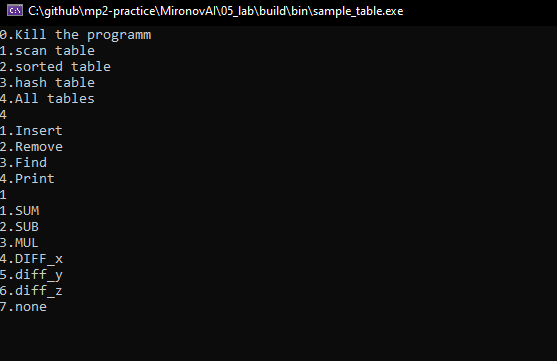 C:\github\mp2-practice\MironovAI\05_lab\build\bin\sample_table.exe
0.Kill the programm
1.scan table
2.sorted table
3.hash table
4.All tables
4
1.Insert
2.Remove
3.Find
4.Print
1
1.SUM
2.SUB
3.MUL
4.DIFF_x
5.diff_y
6.diff_z
7.none